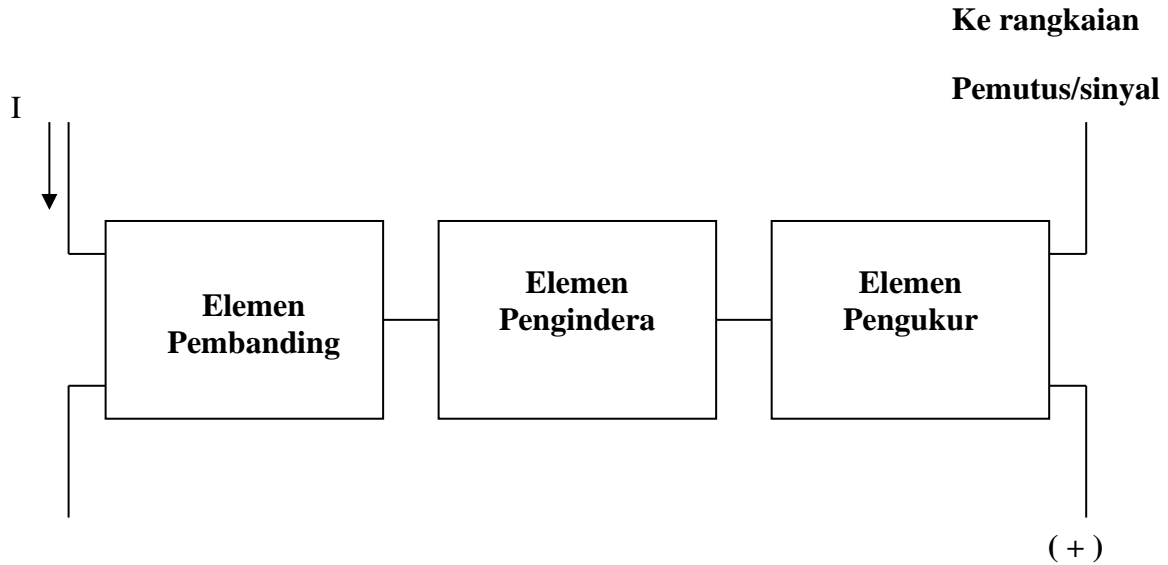 Ke rangkaian
Pemutus/sinyal
I
Elemen
Pembanding
Elemen
Pengindera
Elemen
Pengukur
( + )